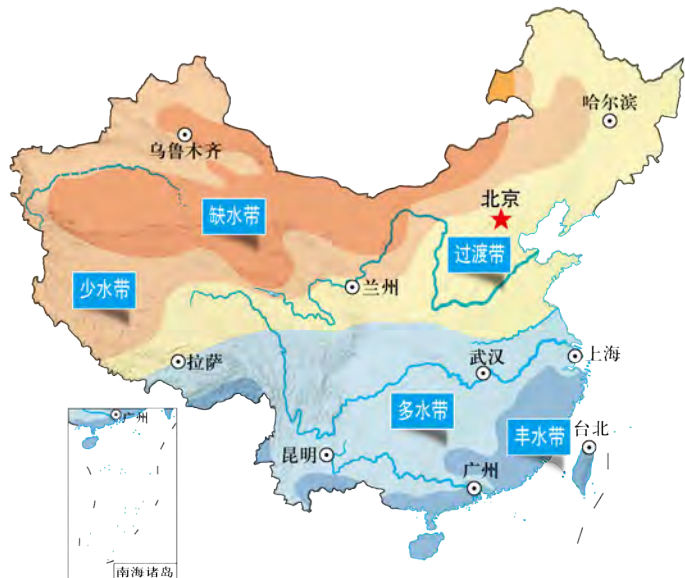 哈尔滨
乌鲁木齐
北京
缺水带
过渡带
少水带
兰州
拉萨
武汉
上海
多水带
丰水带
台北
昆明
广州
广州
南海诸岛